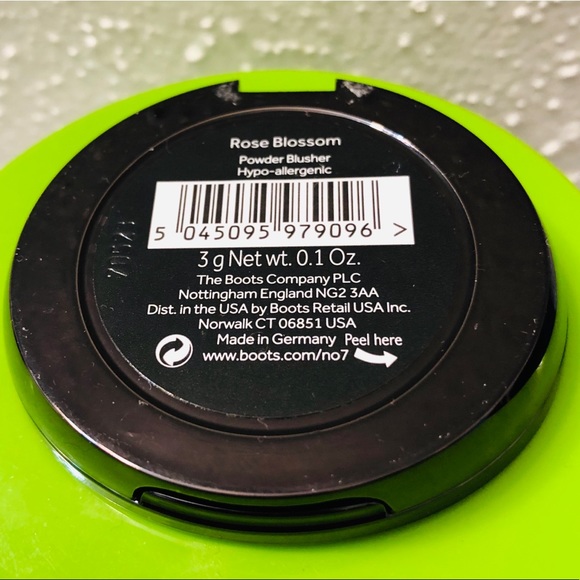 Rose Blossom
Powder Blusher
Hypo-allergenic
5 045095 979096 >
3 g Net wt. 0.1 Oz.
The Boots Company PLC
Nottingham England NG2 3AA
Dist. in the USA by Boots Retail USA Inc.
Norwalk CT 06851 USA
Made in Germany Peel here
www.boots.com/no7